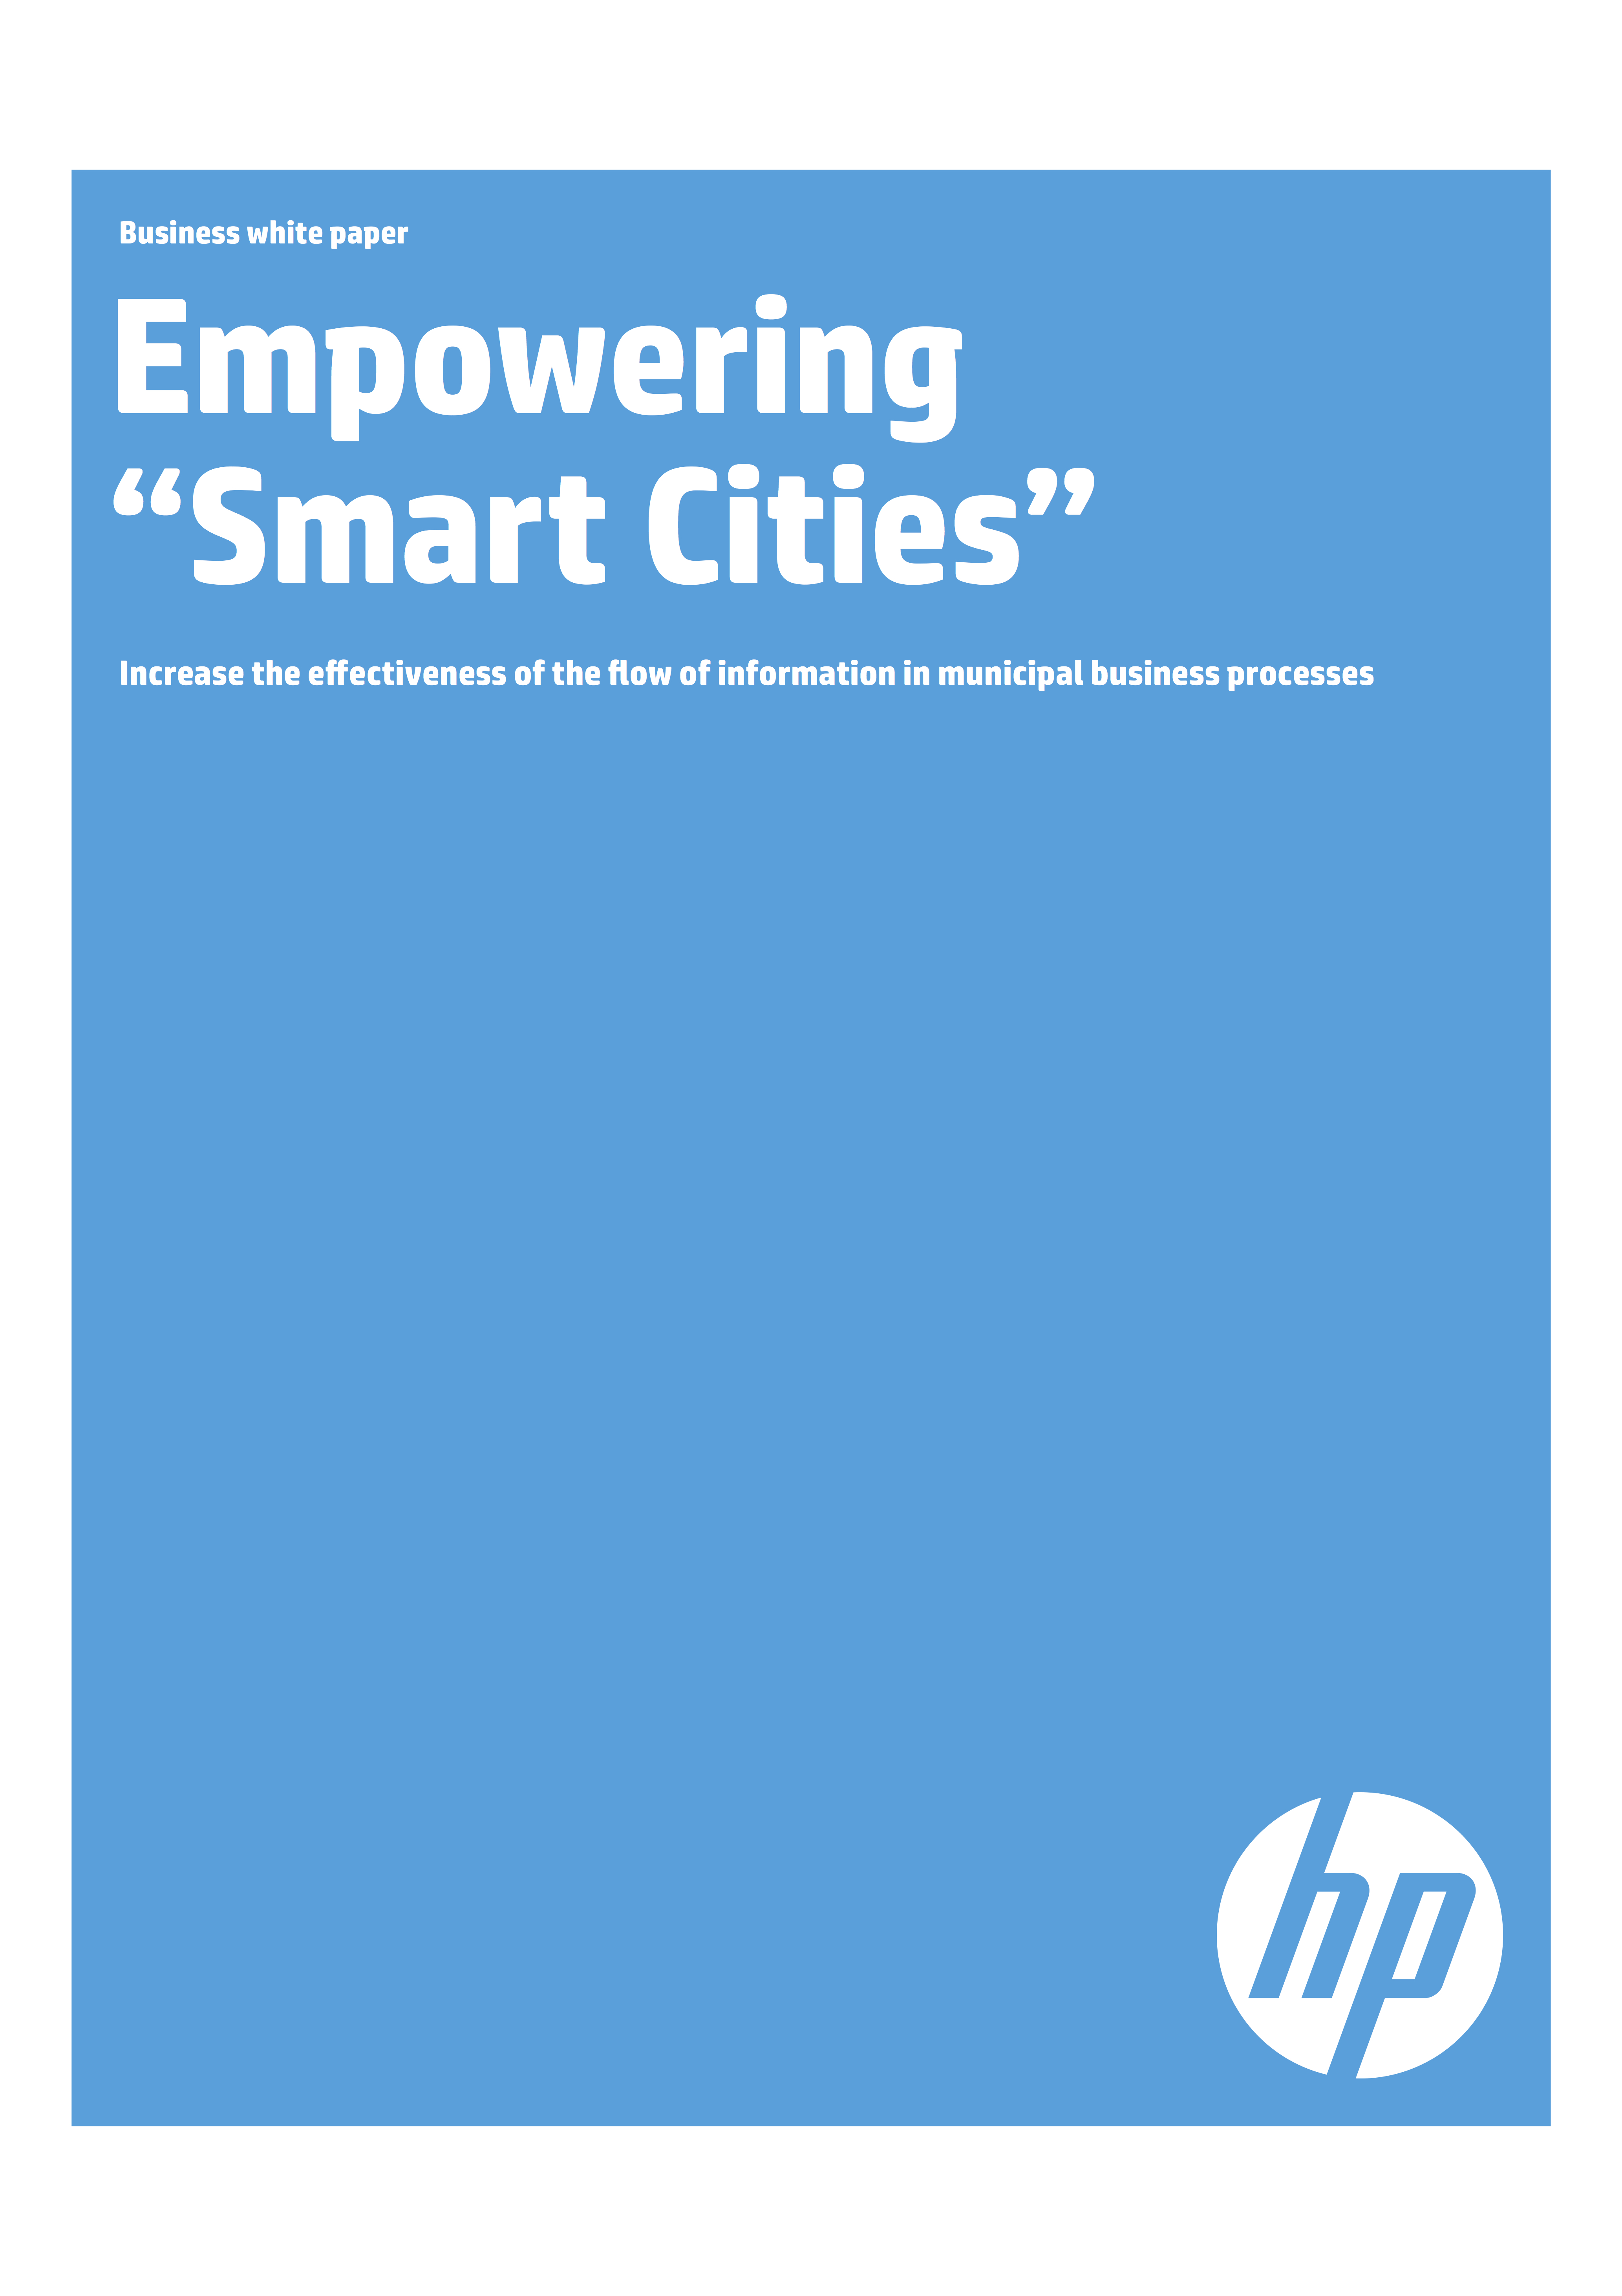 Business white paper
Empowering
“Smart Cities”
Increase the effectiveness of the flow of information in municipal business processes
hp